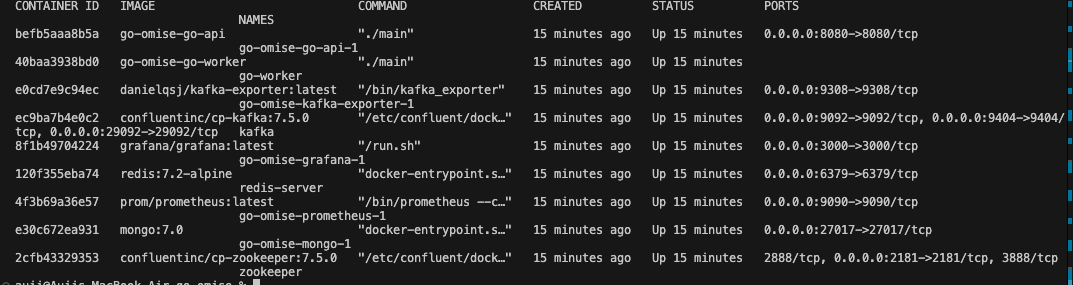 CONTAINER ID   IMAGE                             COMMAND                  CREATED          STATUS          PORTS
NAMES
befb5aaa8b5a   go-omise-go-api                   "./main"                 15 minutes ago   Up 15 minutes   0.0.0.0:8080->8080/tcp
go-omise-go-api-1
40baa3938bd0   go-omise-go-worker                "./main"                 15 minutes ago   Up 15 minutes
go-worker
e0cd7e9c94ec   danielqsj/kafka-exporter:latest   "/bin/kafka_exporter"    15 minutes ago   Up 15 minutes   0.0.0.0:9308->9308/tcp
go-omise-kafka-exporter-1
ec9ba7b4e0c2   confluentinc/cp-kafka:7.5.0       "/etc/confluent/dock…"   15 minutes ago   Up 15 minutes   0.0.0.0:9092->9092/tcp, 0.0.0.0:9404->9404/
tcp, 0.0.0.0:29092->29092/tcp   kafka
8f1b49704224   grafana/grafana:latest            "/run.sh"                15 minutes ago   Up 15 minutes   0.0.0.0:3000->3000/tcp
go-omise-grafana-1
120f355eba74   redis:7.2-alpine                  "docker-entrypoint.s…"   15 minutes ago   Up 15 minutes   0.0.0.0:6379->6379/tcp
redis-server
4f3b69a36e57   prom/prometheus:latest            "/bin/prometheus --c…"   15 minutes ago   Up 15 minutes   0.0.0.0:9090->9090/tcp
go-omise-prometheus-1
e30c672ea931   mongo:7.0                         "docker-entrypoint.s…"   15 minutes ago   Up 15 minutes   0.0.0.0:27017->27017/tcp
go-omise-mongo-1
2cfb43329353   confluentinc/cp-zookeeper:7.5.0   "/etc/confluent/dock…"   15 minutes ago   Up 15 minutes   2888/tcp, 0.0.0.0:2181->2181/tcp, 3888/tcp
zookeeper